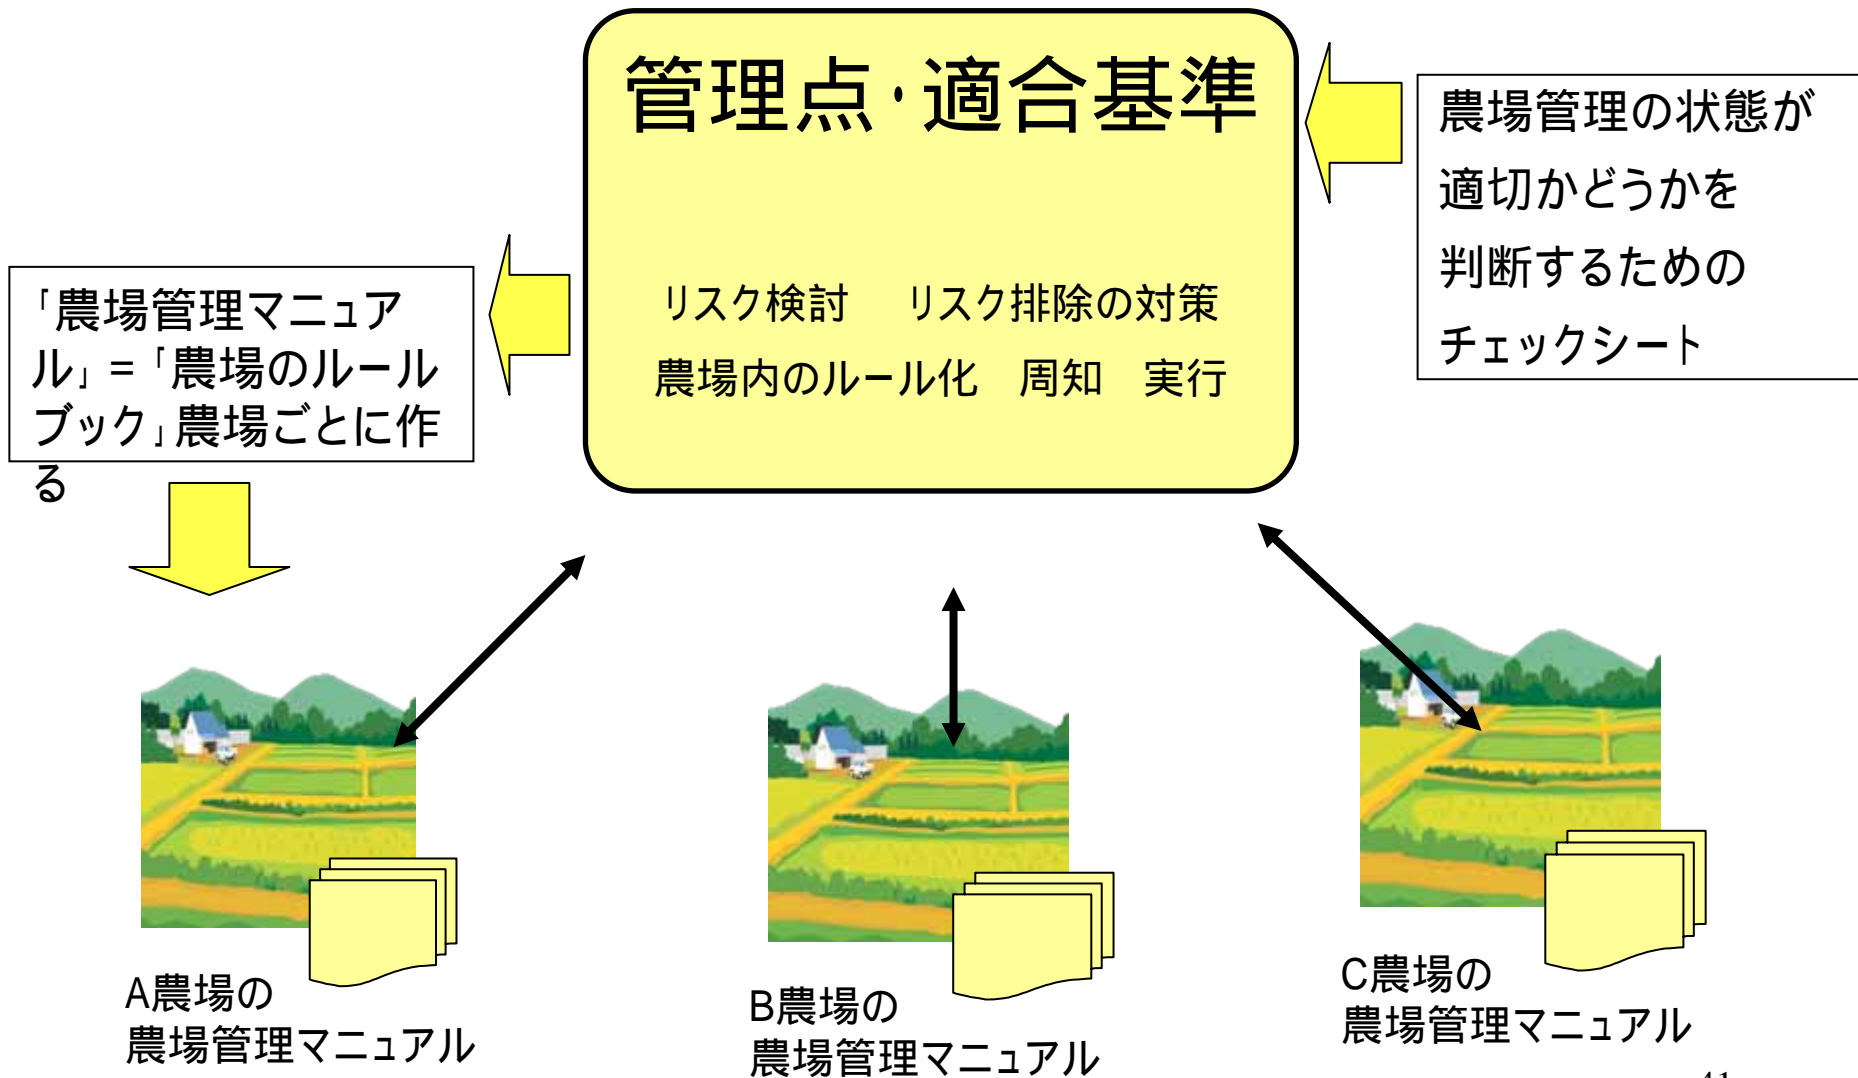 管理点・適合基準
リスク検討　リスク排除の対策
農場内のルール化　周知　実行
農場管理の状態が
適切かどうかを
判断するための
チェックシート
「農場管理マニュア
ル」=「農場のルール
ブック」農場ごとに作
る
A農場の
農場管理マニュアル
B農場の
農場管理マニュアル
C農場の
農場管理マニュアル